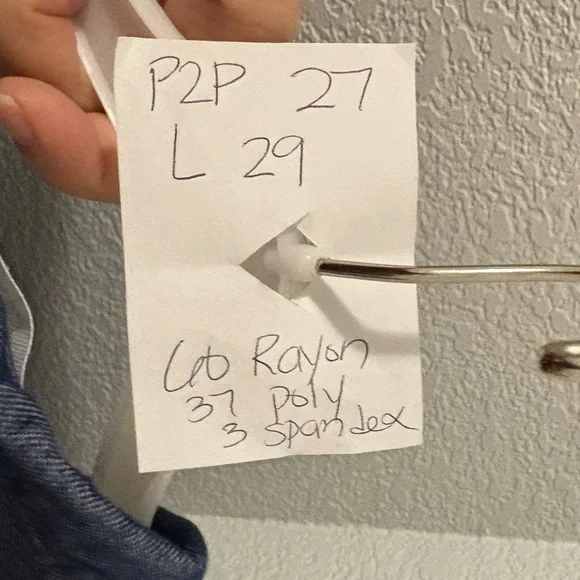 P2P 27
L 29
60 Rayon
37 poly
3 spandex